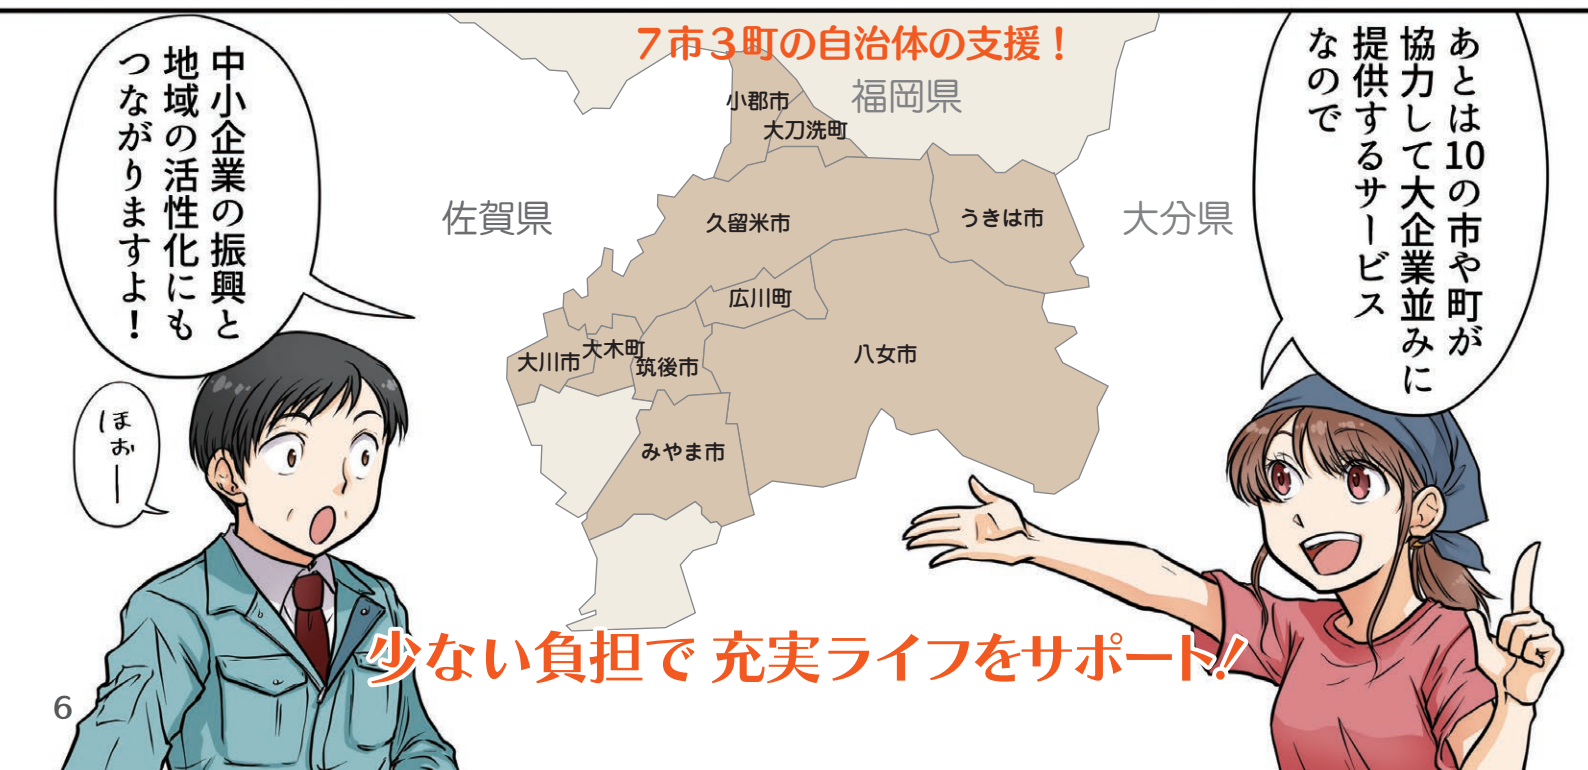 7市3町の自治体の支援！
あとは10の市や町が
協力して大企業並みに
提供するサービス
なので
中小企業の振興と
地域の活性化にも
つながりますよ！
ほぉー
福岡県
佐賀県
大分県
小郡市
大刀洗町
久留米市
うきは市
広川町
大川市
大木町
筑後市
八女市
みやま市
少ない負担で 充実ライフをサポート！
6